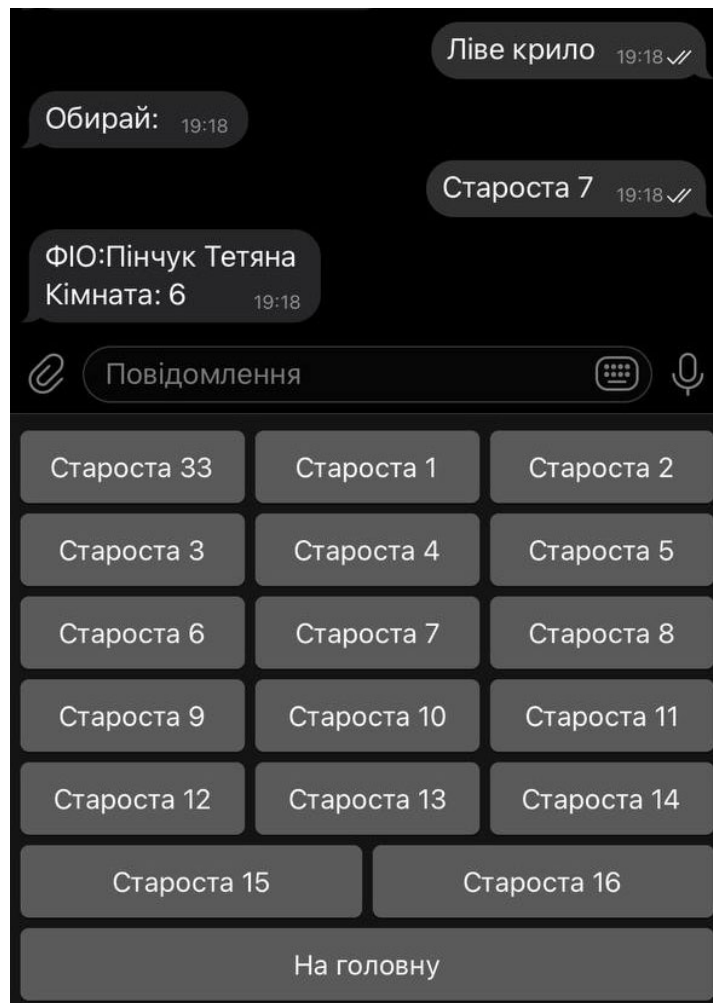 Ліве крило 19:18
Обирай: 19:18
Староста 7 19:18
ФІО:Пінчук Тетяна
Кімната: 6 19:18
Повідомлення
Староста 33 Староста 1 Староста 2
Староста 3 Староста 4 Староста 5
Староста 6 Староста 7 Староста 8
Староста 9 Староста 10 Староста 11
Староста 12 Староста 13 Староста 14
Староста 15 Староста 16
На головну